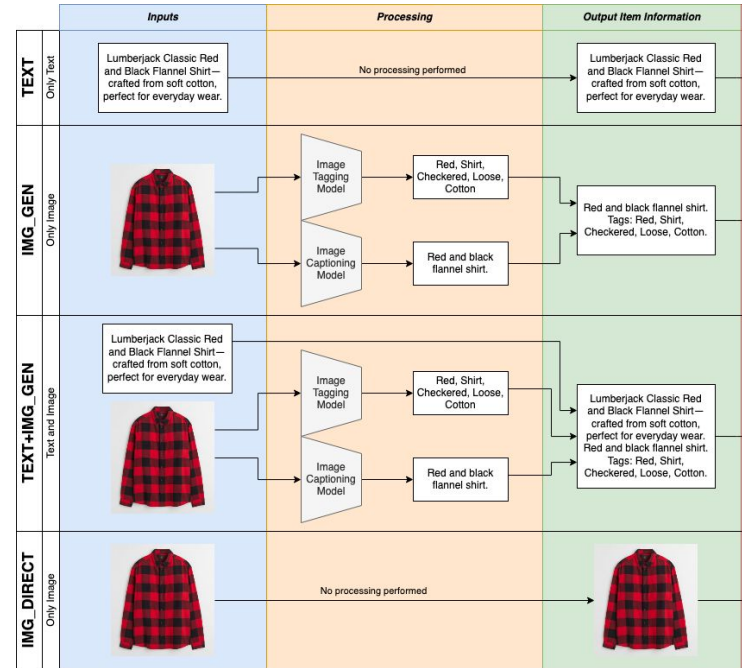 Inputs
Processing
Output Item Information
TEXT
Only Text
Lumberjack Classic Red
and Black Flannel Shirt—
crafted from soft cotton,
perfect for everyday wear.
No processing performed
Lumberjack Classic Red
and Black Flannel Shirt—
crafted from soft cotton,
perfect for everyday wear.
IMG_GEN
Only Image
Image
Tagging
Model
Red, Shirt,
Checkered, Loose,
Cotton
Image
Captioning
Model
Red and black
flannel shirt.
Red and black flannel shirt.
Tags: Red, Shirt,
Checkered, Loose, Cotton.
TEXT+IMG_GEN
Text and Image
Lumberjack Classic Red
and Black Flannel Shirt—
crafted from soft cotton,
perfect for everyday wear.
Image
Tagging
Model
Red, Shirt,
Checkered, Loose,
Cotton
Image
Captioning
Model
Red and black
flannel shirt.
Lumberjack Classic Red
and Black Flannel Shirt—
crafted from soft cotton,
perfect for everyday wear.
Red and black flannel shirt.
Tags: Red, Shirt,
Checkered, Loose, Cotton.
IMG_DIRECT
Only Image
No processing performed